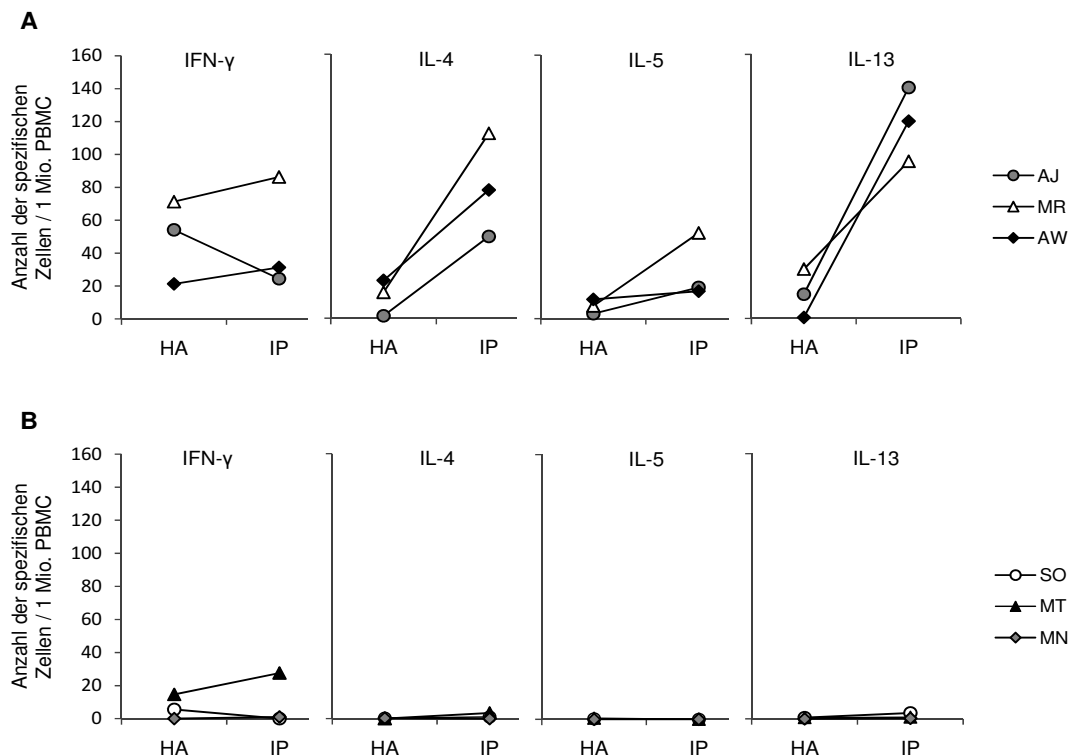 A
IFN-γ IL-4 IL-5 IL-13
160
140
120
100
80
60
40
20
0
Anzahl der spezifischen
Zellen / 1 Mio. PBMC
HA IP HA IP HA IP HA IP
AJ
MR
AW
B
IFN-γ IL-4 IL-5 IL-13
160
140
120
100
80
60
40
20
0
Anzahl der spezifischen
Zellen / 1 Mio. PBMC
HA IP HA IP HA IP HA IP
SO
MT
MN